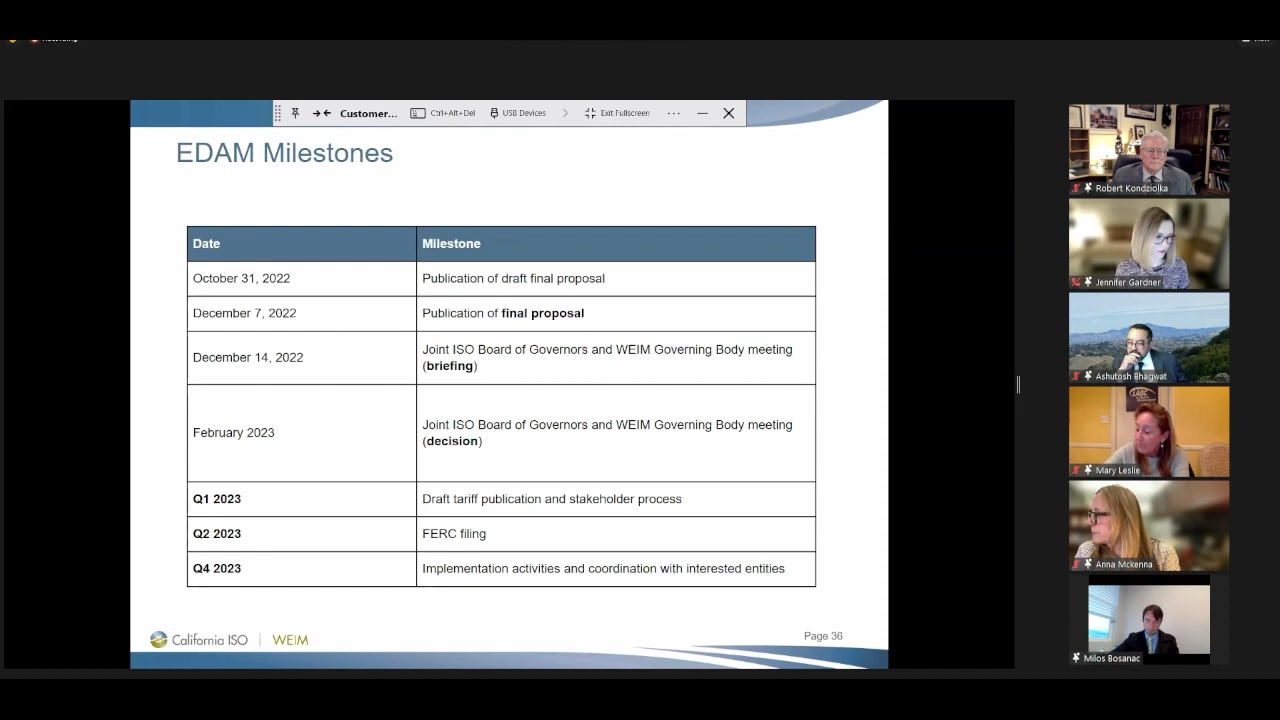 Customer...
Ctrl+Alt+Del
USB Devices
Exit Fullscreen
EDAM Milestones
Date Milestone
October 31, 2022 Publication of draft final proposal
December 7, 2022 Publication of final proposal
December 14, 2022 Joint ISO Board of Governors and WEIM Governing Body meeting
(briefing)
February 2023 Joint ISO Board of Governors and WEIM Governing Body meeting
(decision)
Q1 2023 Draft tariff publication and stakeholder process
Q2 2023 FERC filing
Q4 2023 Implementation activities and coordination with interested entities
California ISO | WEIM
Page 36
Robert Kondziolka
Jennifer Gardner
Ashutosh Bhagwat
Mary Leslie
Anna Mckenna
Milos Bosanac